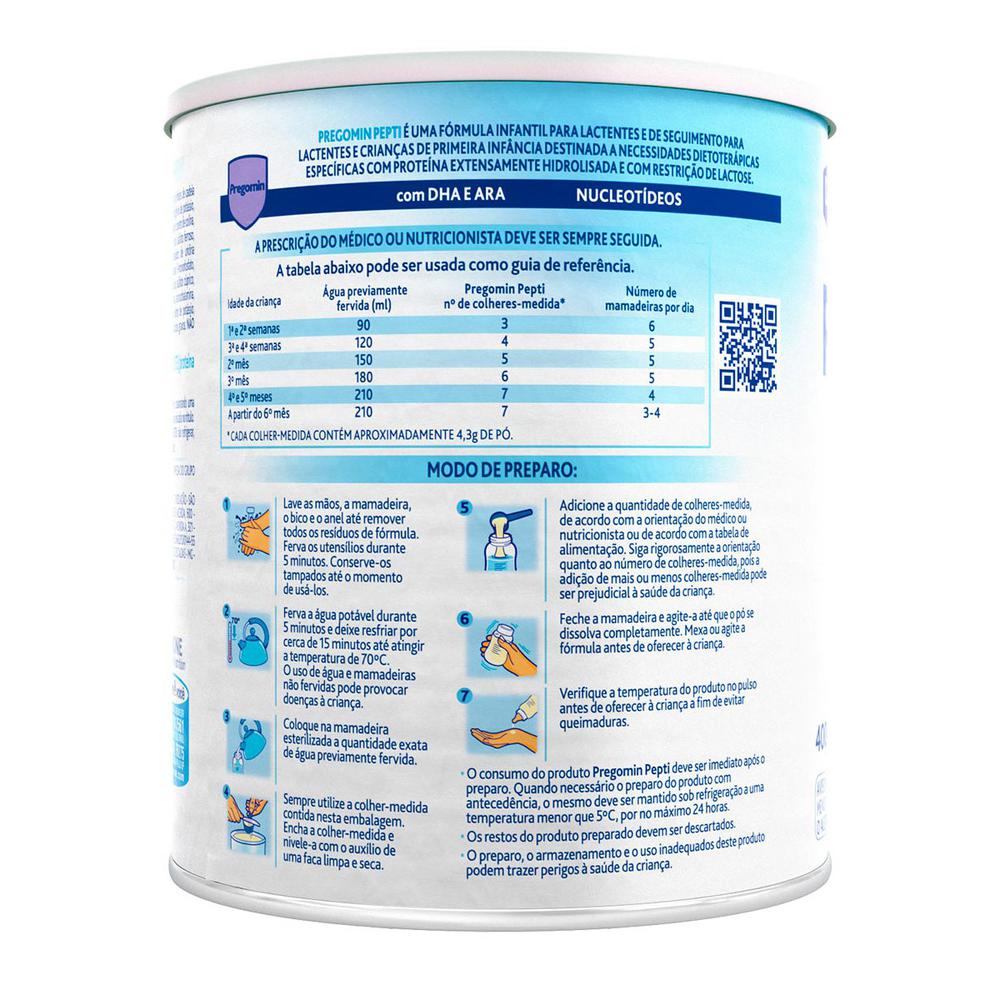 PREGOMIN PEPTI É UMA FÓRMULA INFANTIL PARA LACTENTES E DE SEGUIMENTO PARA
LACTENTES E CRIANÇAS DE PRIMEIRA INFÂNCIA DESTINADA A NECESSIDADES DIETOTERÁPICAS
ESPECÍFICAS COM PROTEÍNA EXTENSAMENTE HIDROLISADA E COM RESTRIÇÃO DE LACTOSE.
Pregomin
com DHA E ARA NUCLEOTÍDEOS
A PRESCRIÇÃO DO MÉDICO OU NUTRICIONISTA DEVE SER SEMPRE SEGUIDA.
A tabela abaixo pode ser usada como guia de referência.
Idade da criança Água previamente fervida (ml) Pregomin Pepti nº de colheres-medida* Número de mamadeiras por dia
1ª e 2ª semanas 90 3 6
3ª e 4ª semanas 120 4 5
2º mês 150 5 5
3º mês 180 6 5
4º e 5º meses 210 7 4
A partir do 6º mês 210 7 3-4
*CADA COLHER-MEDIDA CONTÉM APROXIMADAMENTE 4,3g DE PÓ.
MODO DE PREPARO:
1
Lave as mãos, a mamadeira,
o bico e o anel até remover
todos os resíduos de fórmula.
Ferva os utensílios durante
5 minutos. Conserve-os
tampados até o momento
de usá-los.
2
70°
Ferva a água potável durante
5 minutos e deixe resfriar por
cerca de 15 minutos até atingir
a temperatura de 70ºC.
O uso de água e mamadeiras
não fervidas pode provocar
doenças à criança.
3
Coloque na mamadeira
esterilizada a quantidade exata
de água previamente fervida.
4
Sempre utilize a colher-medida
contida nesta embalagem.
Encha a colher-medida e
nivele-a com o auxílio de
uma faca limpa e seca.
5
Adicione a quantidade de colheres-medida,
de acordo com a orientação do médico ou
nutricionista ou de acordo com a tabela de
alimentação. Siga rigorosamente a orientação
quanto ao número de colheres-medida, pois a
adição de mais ou menos colheres-medida pode
ser prejudicial à saúde da criança.
6
Feche a mamadeira e agite-a até que o pó se
dissolva completamente. Mexa ou agite a
fórmula antes de oferecer à criança.
7
Verifique a temperatura do produto no pulso
antes de oferecer à criança a fim de evitar
queimaduras.
• O consumo do produto Pregomin Pepti deve ser imediato após o
preparo. Quando necessário o preparo do produto com
antecedência, o mesmo deve ser mantido sob refrigeração a uma
temperatura menor que 5ºC, por no máximo 24 horas.
• Os restos do produto preparado devem ser descartados.
• O preparo, o armazenamento e o uso inadequados deste produto
podem trazer perigos à saúde da criança.